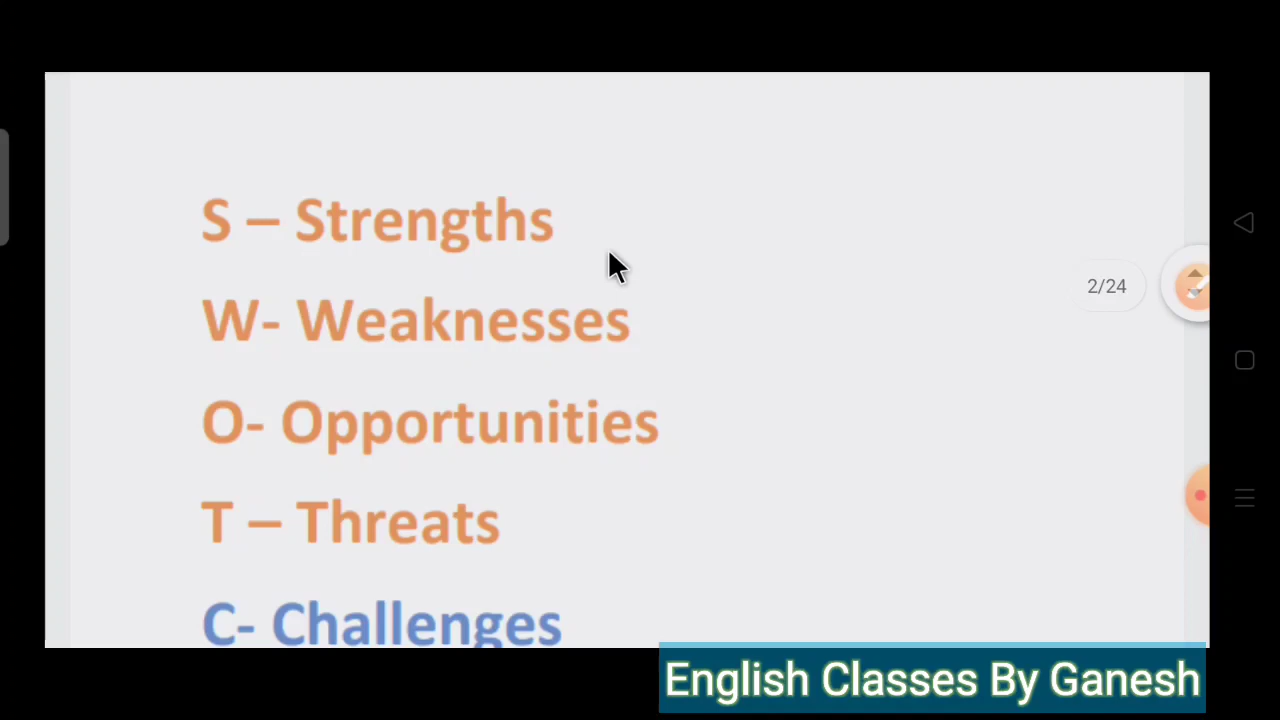 S – Strengths
W- Weaknesses
2/24
O- Opportunities
T – Threats
C- Challenges
English Classes By Ganesh